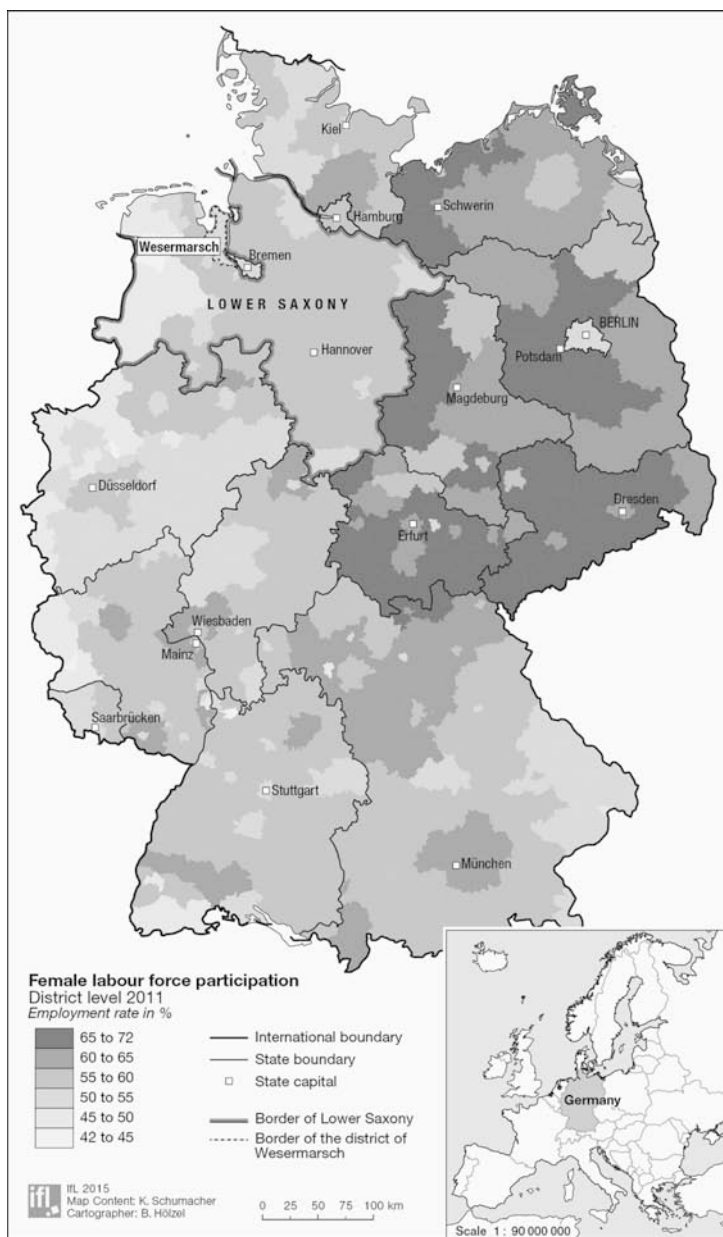 Kiel
Hamburg
Schwerin
Wesermarsch
Bremen
LOWER SAXONY
Hannover
BERLIN
Potsdam
Magdeburg
Düsseldorf
Dresden
Erfurt
Wiesbaden
Mainz
Saarbrücken
Stuttgart
München
Female labour force participation
District level 2011
Employment rate in %
65 to 72
60 to 65
55 to 60
50 to 55
45 to 50
42 to 45
International boundary
State boundary
State capital
Border of Lower Saxony
Border of the district of
Wesermarsch
ifl
IfL 2015
Map Content: K. Schumacher
Cartographer: B. Hölzel
0 25 50 75 100 km
Germany
Scale 1 : 90 000 000